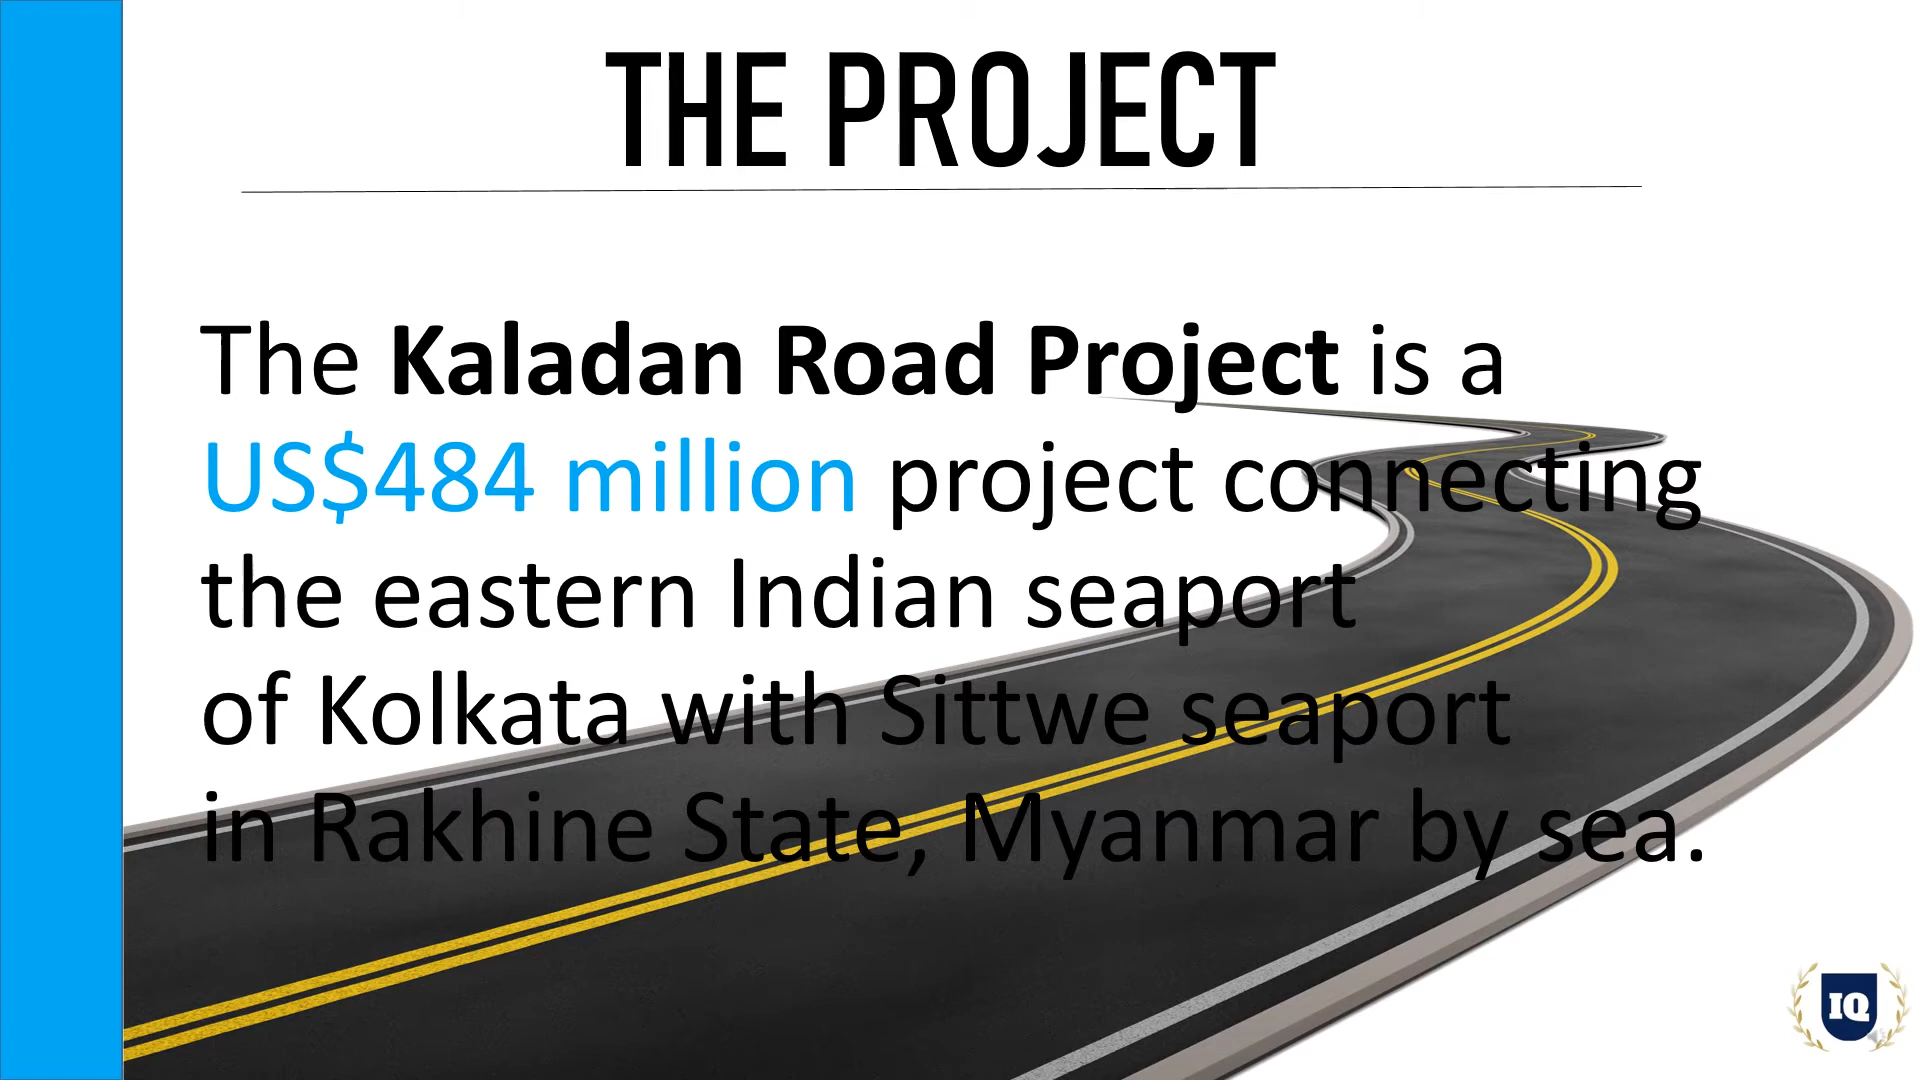 THE PROJECT
The Kaladan Road Project is a
US$484 million project connecting
the eastern Indian seaport
of Kolkata with Sittwe seaport
in Rakhine State, Myanmar by sea.
IQ